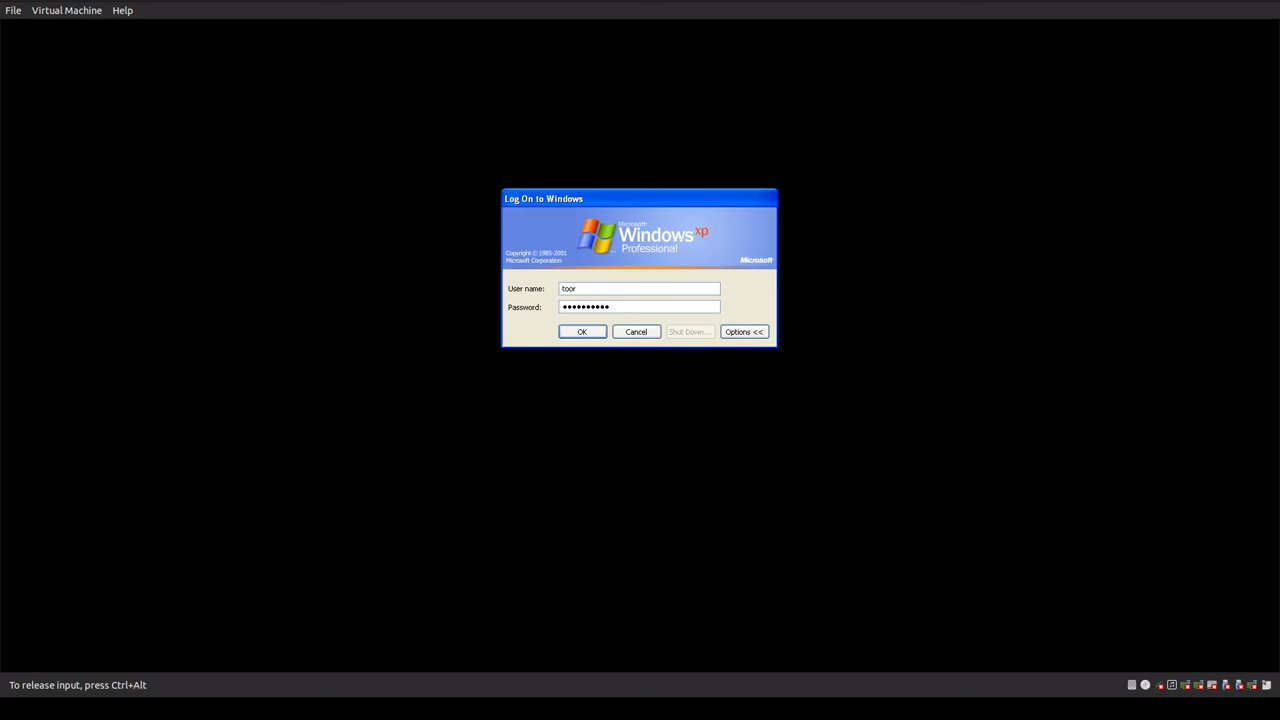 File Virtual Machine Help
Log On to Windows
Microsoft
Windows xp
Professional
Copyright © 1985-2001
Microsoft Corporation
Microsoft
User name: toor
Password: ••••••••••
OK Cancel Shut Down... Options <<
To release input, press Ctrl+Alt